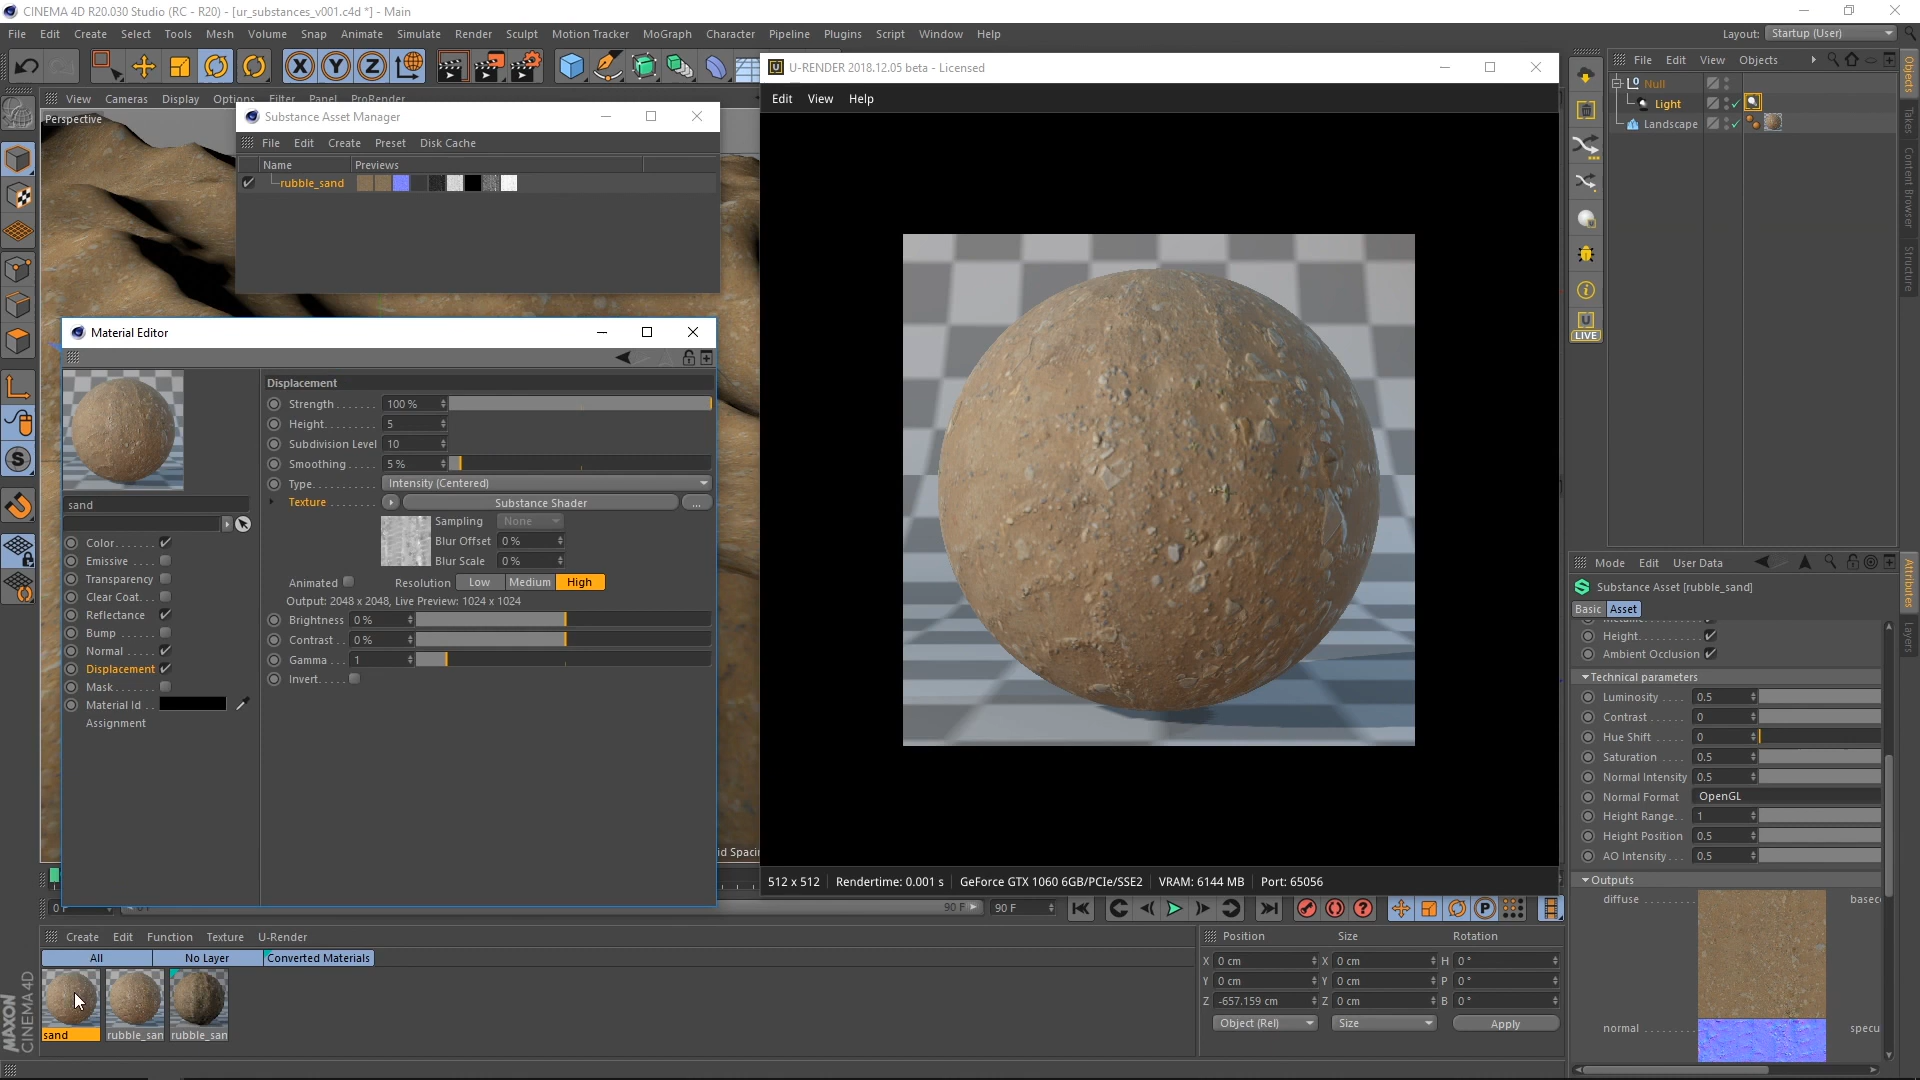 CINEMA 4D R20.030 Studio (RC - R20) - [ur_substances_v001.c4d *] - Main
File Edit Create Select Tools Mesh Volume Snap Animate Simulate Render Sculpt Motion Tracker MoGraph Character Pipeline Plugins Script Window Help
Layout: Startup (User)
View Cameras Display Options Filter Panel ProRender
Perspective
Substance Asset Manager
File Edit Create Preset Disk Cache
Name Previews
rubble_sand
U-RENDER 2018.12.05 beta - Licensed
Edit View Help
512 x 512 Rendertime: 0.001 s GeForce GTX 1060 6GB/PCIe/SSE2 VRAM: 6144 MB Port: 65056
Material Editor
sand
Color
Emissive
Transparency
Clear Coat
Reflectance
Bump
Normal
Displacement
Mask
Material Id
Assignment
Displacement
Strength 100 %
Height 5
Subdivision Level 10
Smoothing 5 %
Type Intensity (Centered)
Texture Substance Shader ...
Sampling None
Blur Offset 0 %
Blur Scale 0 %
Animated Resolution Low Medium High
Output: 2048 x 2048, Live Preview: 1024 x 1024
Brightness 0 %
Contrast 0 %
Gamma 1
Invert
id Spacin
90 F 90 F
Create Edit Function Texture U-Render
All No Layer Converted Materials
sand rubble_san rubble_san
MAXON
CINEMA 4D
Position Size Rotation
X 0 cm X 0 cm H 0 °
Y 0 cm Y 0 cm P 0 °
Z -657.159 cm Z 0 cm B 0 °
Object (Rel) Size Apply
LIVE
File Edit View Objects
Null
Light
Landscape
Objects
Takes
Content Browser
Structure
Mode Edit User Data
Substance Asset [rubble_sand]
Basic Asset
Height
Ambient Occlusion
Technical parameters
Luminosity 0.5
Contrast 0
Hue Shift 0
Saturation 0.5
Normal Intensity 0.5
Normal Format OpenGL
Height Range 1
Height Position 0.5
AO Intensity 0.5
Outputs
diffuse basec
normal specu
Attributes
Layers